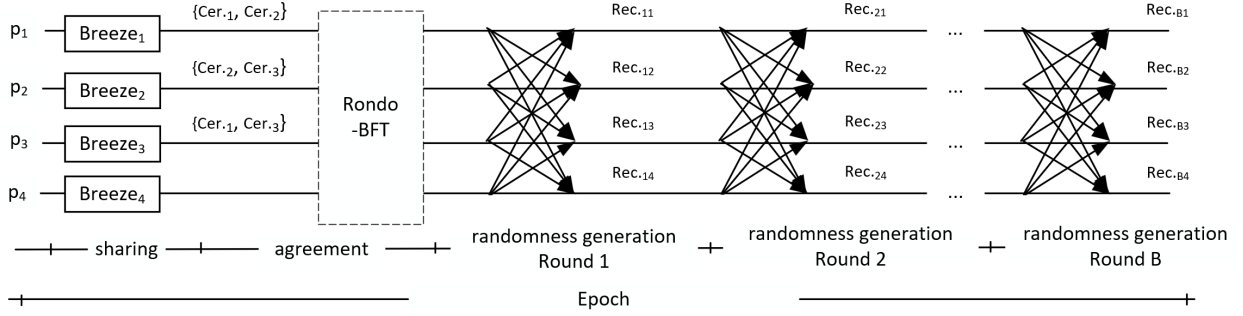 Rec.₁₁ Rec.₂₁ Rec.B1
{Cer.₁, Cer.₂}
p₁ Breeze₁ ...
Rec.₁₂ Rec.₂₂ Rec.B2
{Cer.₂, Cer.₃}
p₂ Breeze₂ ...
Rondo
-BFT
Rec.₁₃ Rec.₂₃ Rec.B3
{Cer.₁, Cer.₃}
p₃ Breeze₃ ...
Rec.₁₄ Rec.₂₄ Rec.B4
p₄ Breeze₄ ...
sharing agreement
randomness generation
Round 1
randomness generation
Round 2
randomness generation
Round B
Epoch